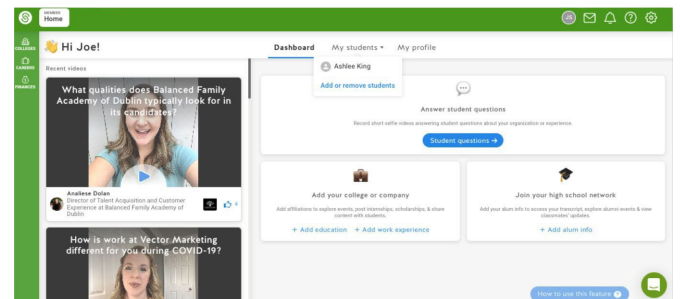 MEMBER
Home
JS
COLLEGES
CAREERS
FINANCES
👋 Hi Joe!
Dashboard My students My profile
Ashlee King
Add or remove students
Recent videos
What qualities does Balanced Family
Academy of Dublin typically look for in
its candidates?
Analiese Dolan
Director of Talent Acquisition and Customer
Experience at Balanced Family Academy of
Dublin
4
How is work at Vector Marketing
different for you during COVID-19?
Answer student questions
Record short selfie videos answering student questions about your organization or experience.
Student questions →
Add your college or company
Add affiliations to explore events, post internships, scholarships, & share
content with students.
+ Add education + Add work experience
Join your high school network
Add your alum info to access your transcript, explore alumni events & view
classmates' updates.
+ Add alum info
How to use this feature ?